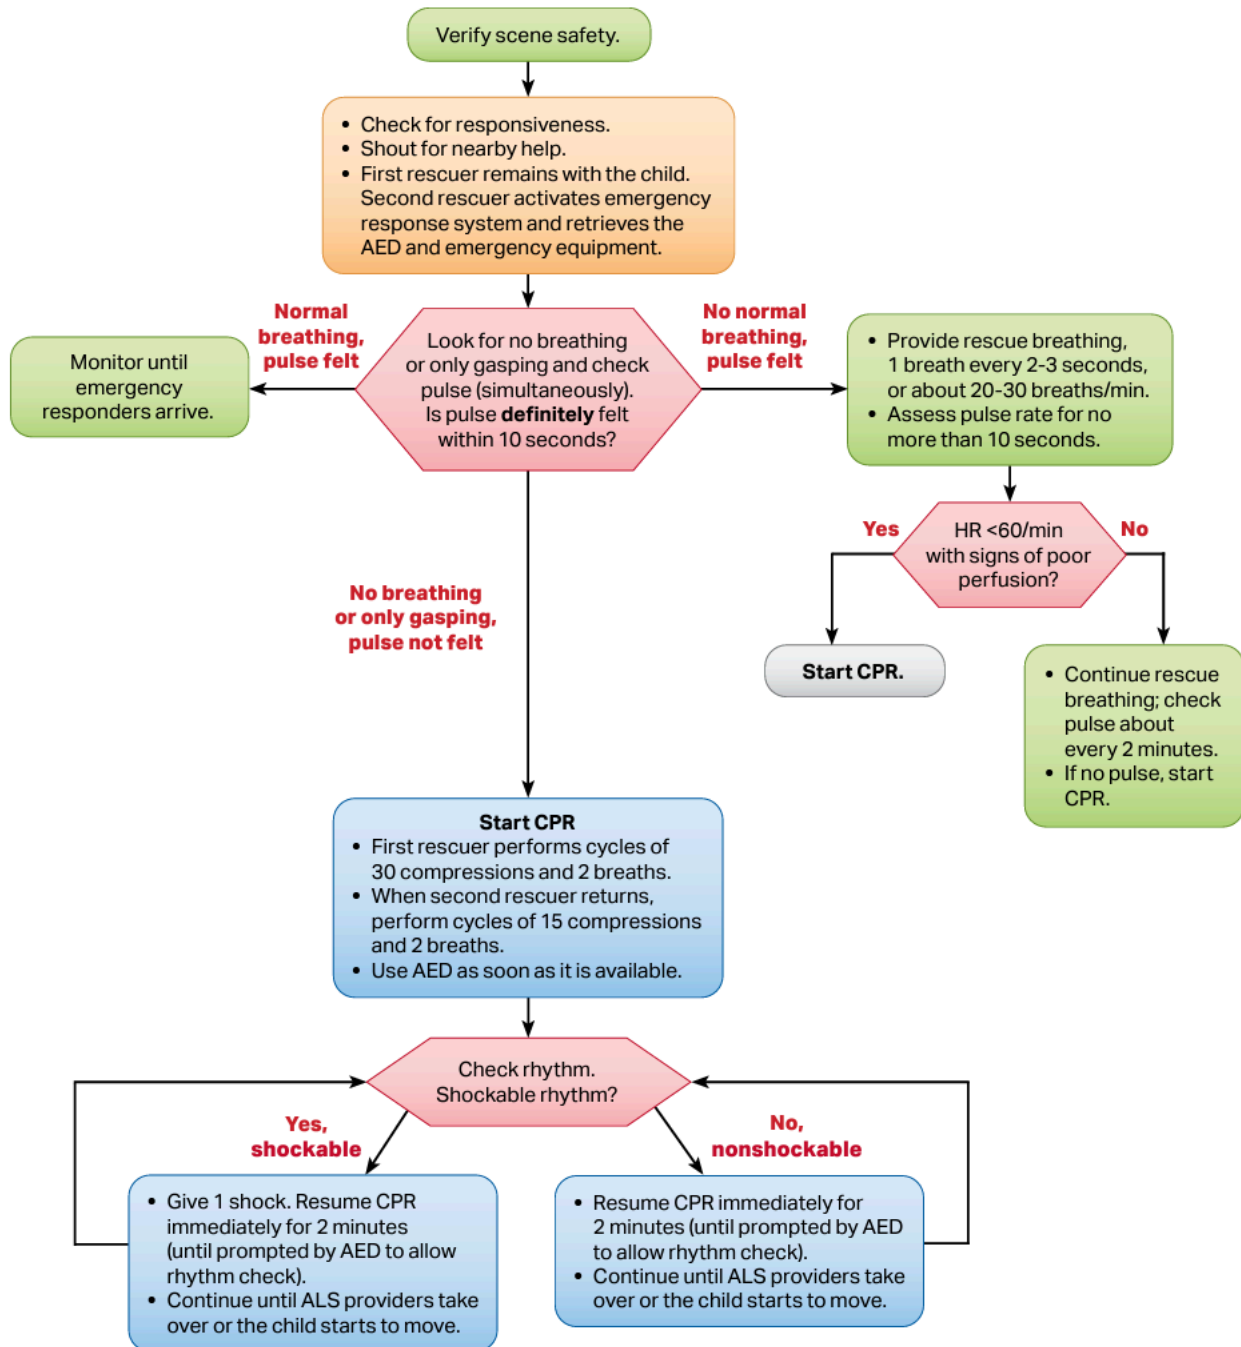 Verify scene safety.
• Check for responsiveness.
• Shout for nearby help.
• First rescuer remains with the child.
Second rescuer activates emergency
response system and retrieves the
AED and emergency equipment.
Normal
breathing,
pulse felt
Look for no breathing
or only gasping and check
pulse (simultaneously).
Is pulse definitely felt
within 10 seconds?
No normal
breathing,
pulse felt
Monitor until
emergency
responders arrive.
• Provide rescue breathing,
1 breath every 2-3 seconds,
or about 20-30 breaths/min.
• Assess pulse rate for no
more than 10 seconds.
Yes
HR <60/min
with signs of poor
perfusion?
No
No breathing
or only gasping,
pulse not felt
Start CPR.
• Continue rescue
breathing; check
pulse about
every 2 minutes.
• If no pulse, start
CPR.
Start CPR
• First rescuer performs cycles of
30 compressions and 2 breaths.
• When second rescuer returns,
perform cycles of 15 compressions
and 2 breaths.
• Use AED as soon as it is available.
Check rhythm.
Shockable rhythm?
Yes,
shockable
No,
nonshockable
• Give 1 shock. Resume CPR
immediately for 2 minutes
(until prompted by AED to allow
rhythm check).
• Continue until ALS providers take
over or the child starts to move.
• Resume CPR immediately for
2 minutes (until prompted by AED
to allow rhythm check).
• Continue until ALS providers take
over or the child starts to move.